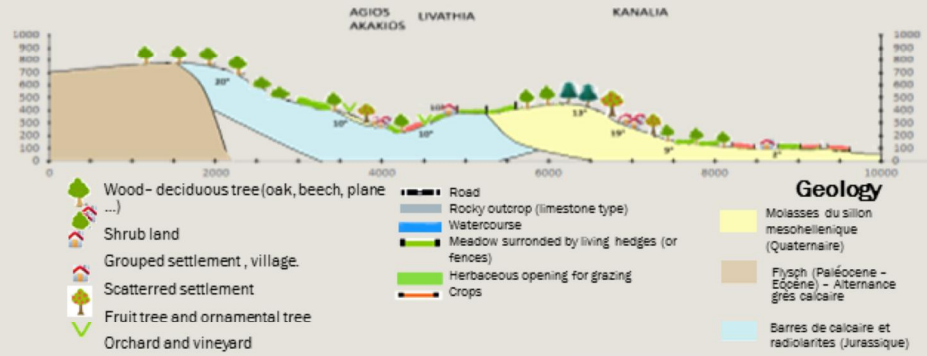 AGIOS
AKAKIOS
LIVATHIA
KANALIA
1000
900
800
700
600
500
400
300
200
100
0
1000
900
800
700
600
500
400
300
200
100
0
20°
10°
10°
10°
13°
19°
9°
2°
0
2000
4000
6000
8000
10000
Wood– deciduous tree(oak, beech, plane
...)
Shrub land
Grouped settlement , village.
Scatterred settlement
Fruit tree and ornamental tree
Orchard and vineyard
Road
Rocky outcrop (limestone type)
Watercourse
Meadow surronded by living hedges (or
fences)
Herbaceous opening for grazing
Crops
Geology
Molasses du sillon
mesohellenique
(Quaternaire)
Flysch (Paléocene –
Eocène) – Alternance
grès calcaire
Barres de calcaire et
radiolarites (Jurassique)